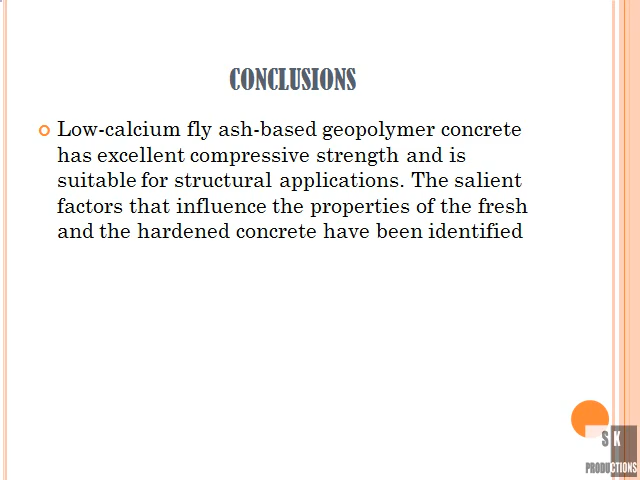 CONCLUSIONS
Low-calcium fly ash-based geopolymer concrete
has excellent compressive strength and is
suitable for structural applications. The salient
factors that influence the properties of the fresh
and the hardened concrete have been identified
S K
PRODUCTIONS